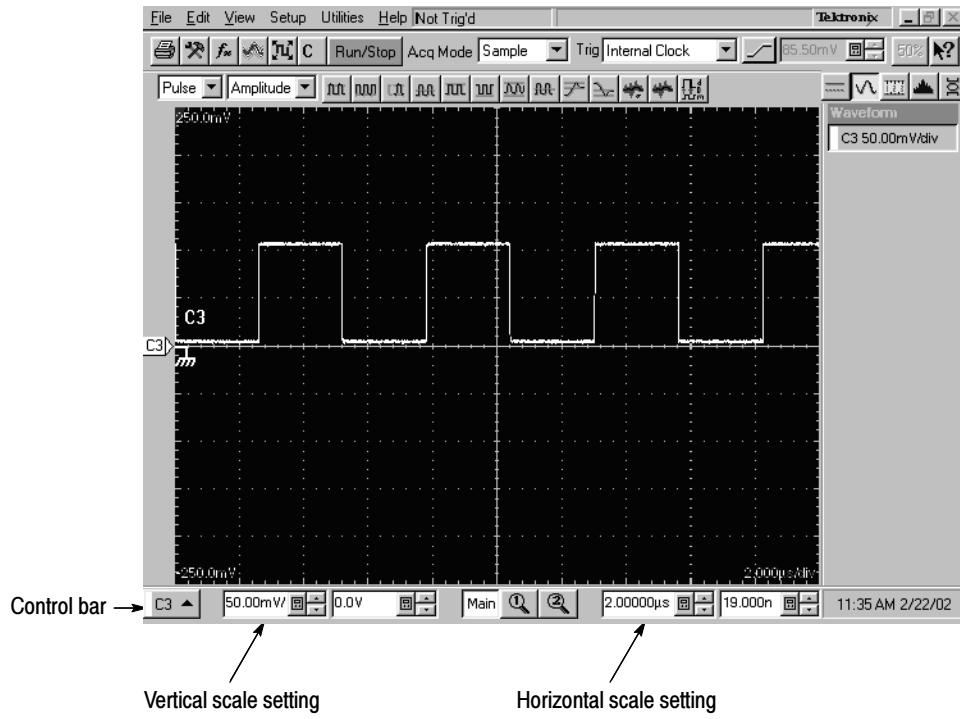 File Edit View Setup Utilities Help Not Trig'd Tektronix
C Run/Stop Acq Mode Sample Trig Internal Clock 85.50mV 50%
Pulse Amplitude
250.0mV
Waveform
C3 50.00mV/div
C3
C3
-250.0mV 2.000µs/div
Control bar C3 50.00mV/ 0.0V Main 1 2 2.00000µs 19.000n 11:35 AM 2/22/02
Vertical scale setting Horizontal scale setting